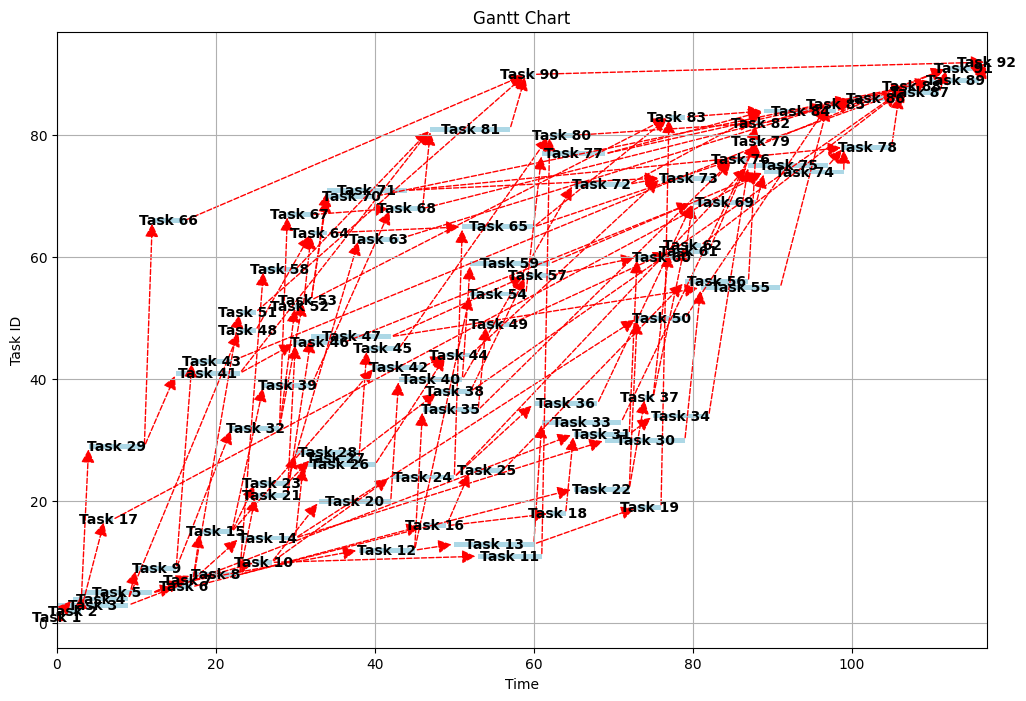 Gantt Chart
Task 92
Task 91
Task 90
Task 89
Task 88
Task 87
Task 86
Task 85
Task 84
Task 83
Task 82
Task 81
Task 80
Task 79
Task 78
Task 77
Task 76
Task 75
Task 74
Task 73
Task 72
Task 71
Task 70
Task 69
Task 68
Task 67
Task 66
Task 65
Task 64
Task 63
Task 62
Task 61
Task 60
Task 59
Task 58
Task 57
Task 56
Task 55
Task 54
Task 53
Task 52
Task 51
Task 50
Task 49
Task 48
Task 47
Task 46
Task 45
Task 44
Task 43
Task 42
Task 41
Task 40
Task 39
Task 38
Task 37
Task 36
Task 35
Task 34
Task 33
Task 32
Task 31
Task 30
Task 29
Task 28
Task 27
Task 26
Task 25
Task 24
Task 23
Task 22
Task 21
Task 20
Task 19
Task 18
Task 17
Task 16
Task 15
Task 14
Task 13
Task 12
Task 11
Task 10
Task 9
Task 8
Task 7
Task 6
Task 5
Task 4
Task 3
Task 2
Task 1
80
60
40
20
0
Task ID
0 20 40 60 80 100
Time